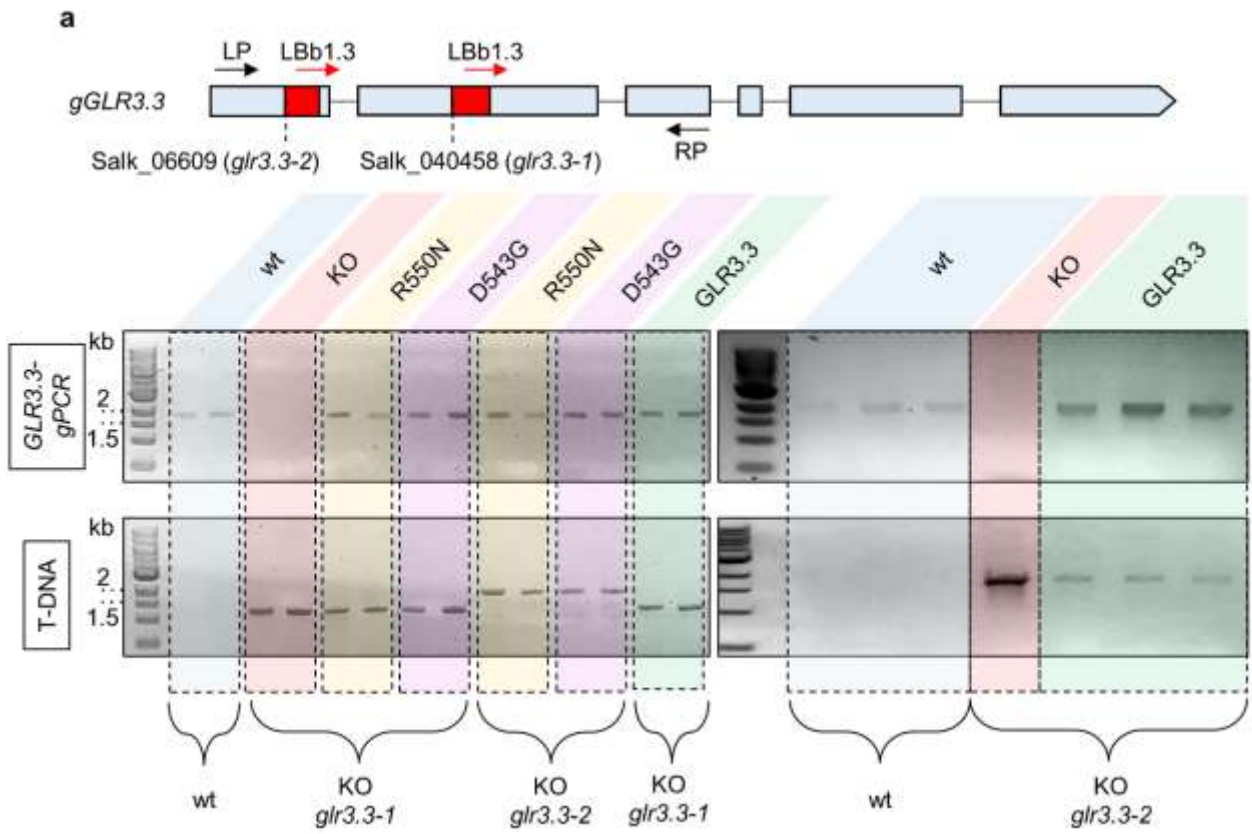 a
LP LBb1.3 LBb1.3
gGLR3.3
RP
Salk_06609 (glr3.3-2) Salk_040458 (glr3.3-1)
wt KO R550N D543G R550N D543G GLR3.3 wt KO GLR3.3
kb
GLR3.3-
gPCR
2
1.5
kb
T-DNA
2
1.5
wt KO KO KO wt KO
glr3.3-1 glr3.3-2 glr3.3-1 glr3.3-2